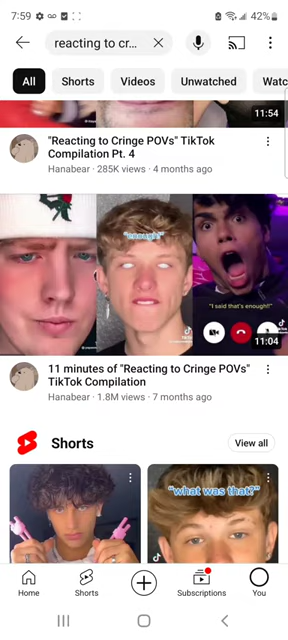 7:59
42%
reacting to cr...
All
Shorts
Videos
Unwatched
Watc
11:54
"Reacting to Cringe POVs" TikTok
Compilation Pt. 4
Hanabear · 285K views · 4 months ago
"enough!"
"I said that's enough!"
11:04
11 minutes of "Reacting to Cringe POVs"
TikTok Compilation
Hanabear · 1.8M views · 7 months ago
Shorts
View all
"what was that?"
Home
Shorts
Subscriptions
You